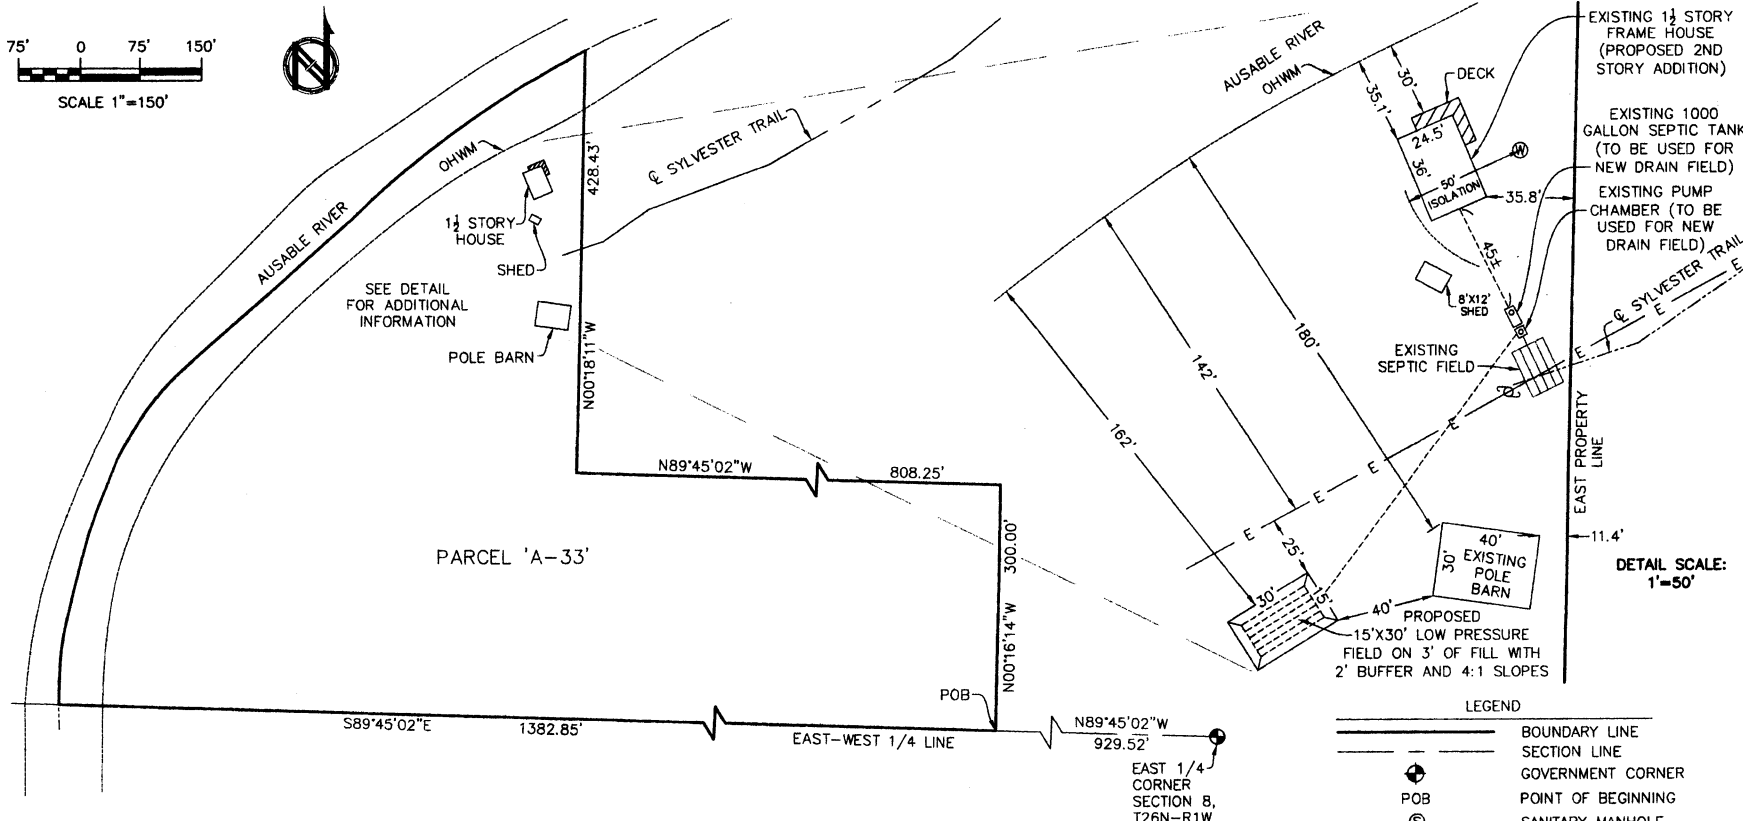 75' 0 75' 150'
SCALE 1"=150'
N
AUSABLE RIVER
OHWM
1½ STORY
HOUSE
SHED
SEE DETAIL
FOR ADDITIONAL
INFORMATION
POLE BARN
428.43'
N00°18'11"W
℄ SYLVESTER TRAIL
N89°45'02"W 808.25'
300.00'
N00°16'14"W
PARCEL 'A-33'
POB
S89°45'02"E 1382.85'
EAST-WEST 1/4 LINE
N89°45'02"W
929.52'
EAST 1/4
CORNER
SECTION 8,
T26N-R1W
AUSABLE RIVER
OHWM
35.1'
30'
DECK
24.5'
36'
50'
ISOLATION
W
35.8'
45±
8'X12'
SHED
EXISTING 1½ STORY
FRAME HOUSE
(PROPOSED 2ND
STORY ADDITION)
EXISTING 1000
GALLON SEPTIC TANK
(TO BE USED FOR
NEW DRAIN FIELD)
EXISTING PUMP
CHAMBER (TO BE
USED FOR NEW
DRAIN FIELD)
℄ SYLVESTER TRAIL
E
E
E
E
E
E
E
E
EXISTING
SEPTIC FIELD
180'
142'
162'
EAST PROPERTY
LINE
25'
30'
15'
40'
40'
30'
EXISTING
POLE
BARN
11.4'
DETAIL SCALE:
1'=50'
PROPOSED
15'X30' LOW PRESSURE
FIELD ON 3' OF FILL WITH
2' BUFFER AND 4:1 SLOPES
LEGEND
BOUNDARY LINE
SECTION LINE
GOVERNMENT CORNER
POB POINT OF BEGINNING
Ⓢ SANITARY MANHOLE